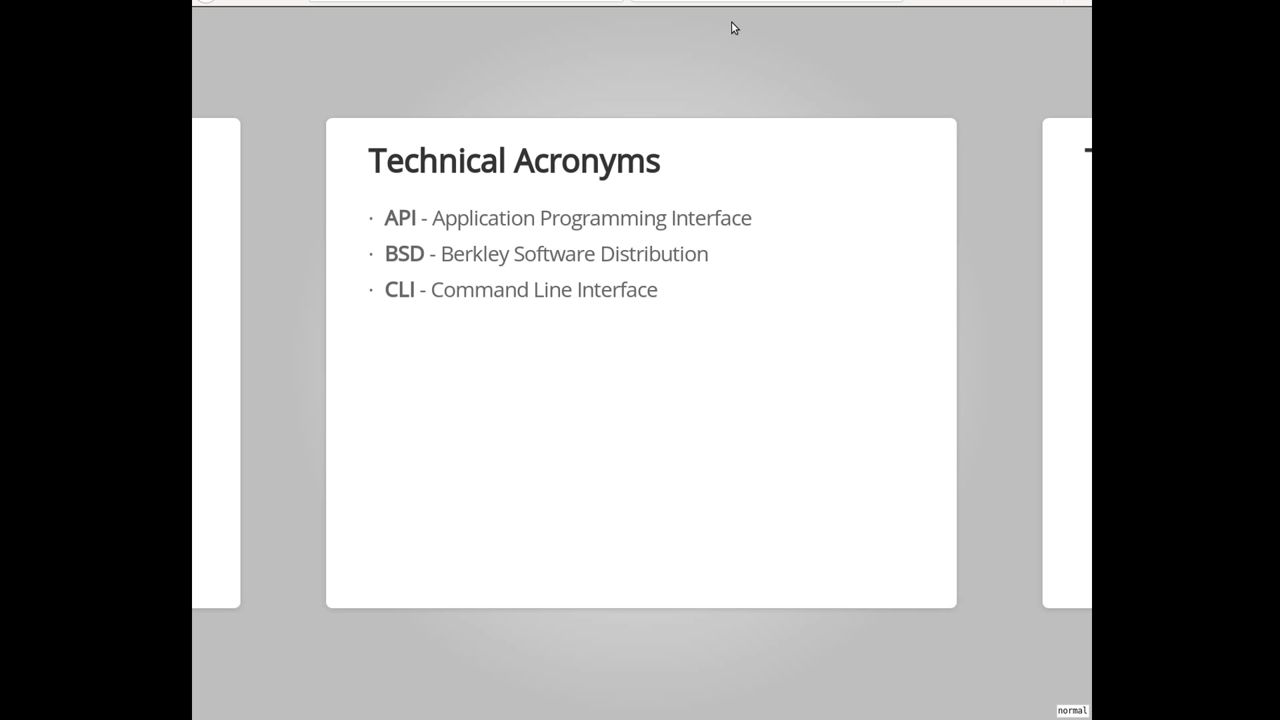 Technical Acronyms
· API - Application Programming Interface
· BSD - Berkley Software Distribution
· CLI - Command Line Interface
normal